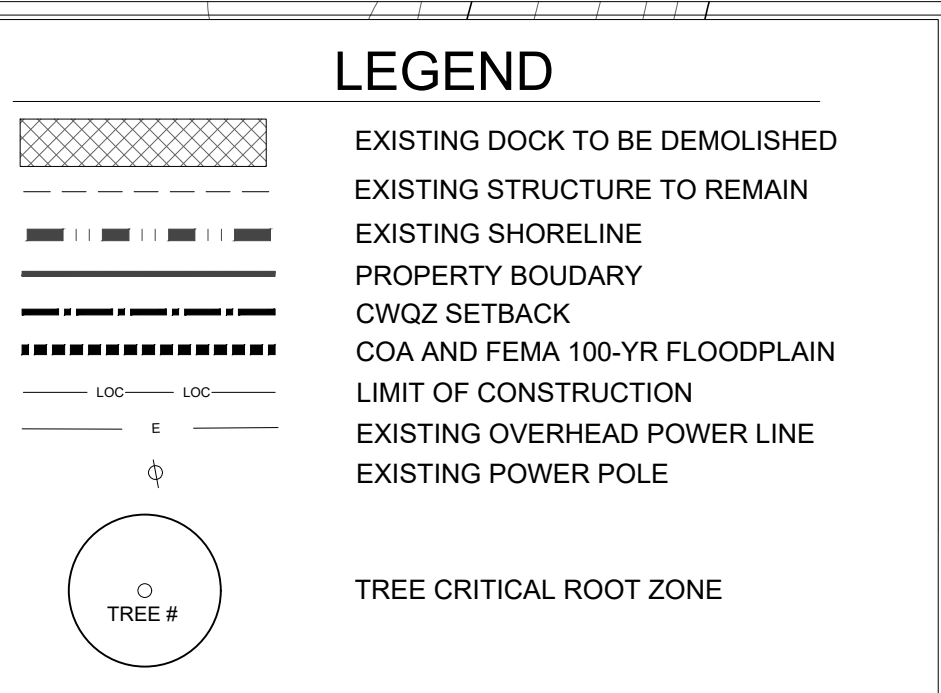 LEGEND
EXISTING DOCK TO BE DEMOLISHED
EXISTING STRUCTURE TO REMAIN
EXISTING SHORELINE
PROPERTY BOUDARY
CWQZ SETBACK
COA AND FEMA 100-YR FLOODPLAIN
LOC LOC LIMIT OF CONSTRUCTION
E EXISTING OVERHEAD POWER LINE
EXISTING POWER POLE
TREE CRITICAL ROOT ZONE
TREE #